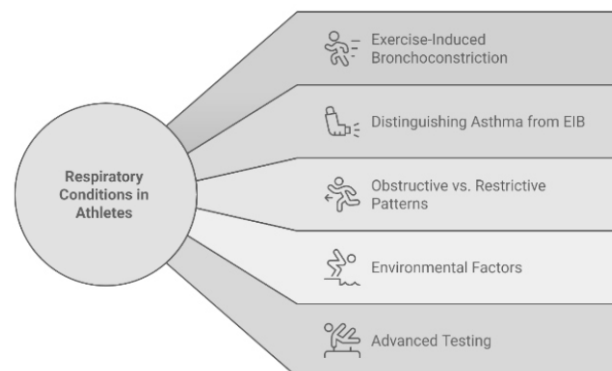 Respiratory
Conditions in
Athletes
Exercise-Induced
Bronchoconstriction
Distinguishing Asthma from EIB
Obstructive vs. Restrictive
Patterns
Environmental Factors
Advanced Testing